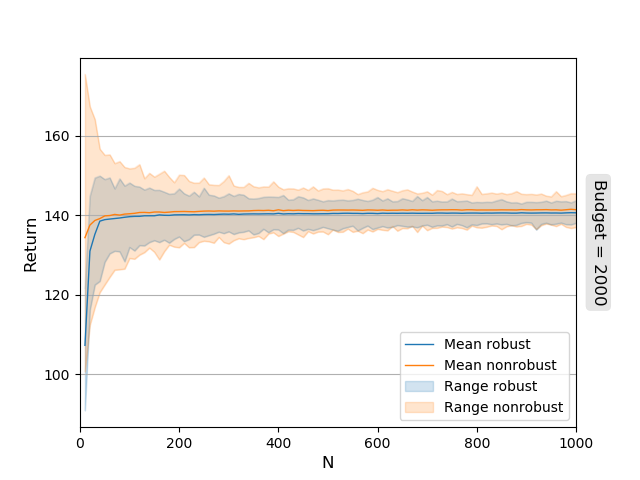 160
140
120
100
Return
0
200
400
600
800
1000
N
Budget = 2000
Mean robust
Mean nonrobust
Range robust
Range nonrobust